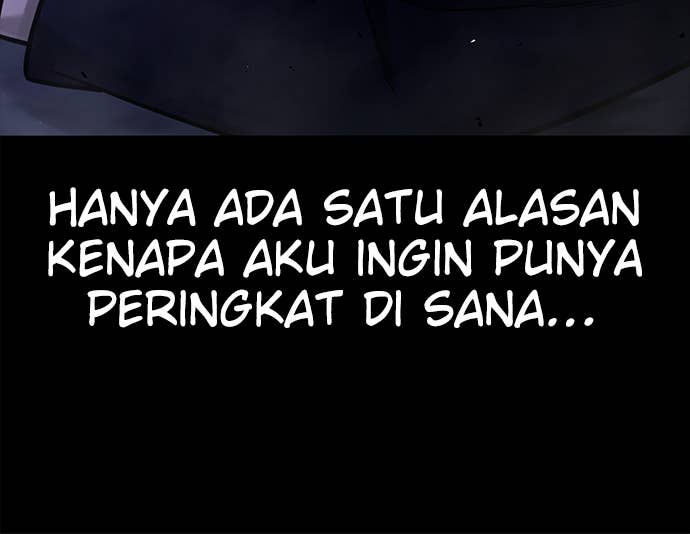 HANYA ADA SATU ALASAN
KENAPA AKU INGIN PUNYA
PERINGKAT DI SANA...